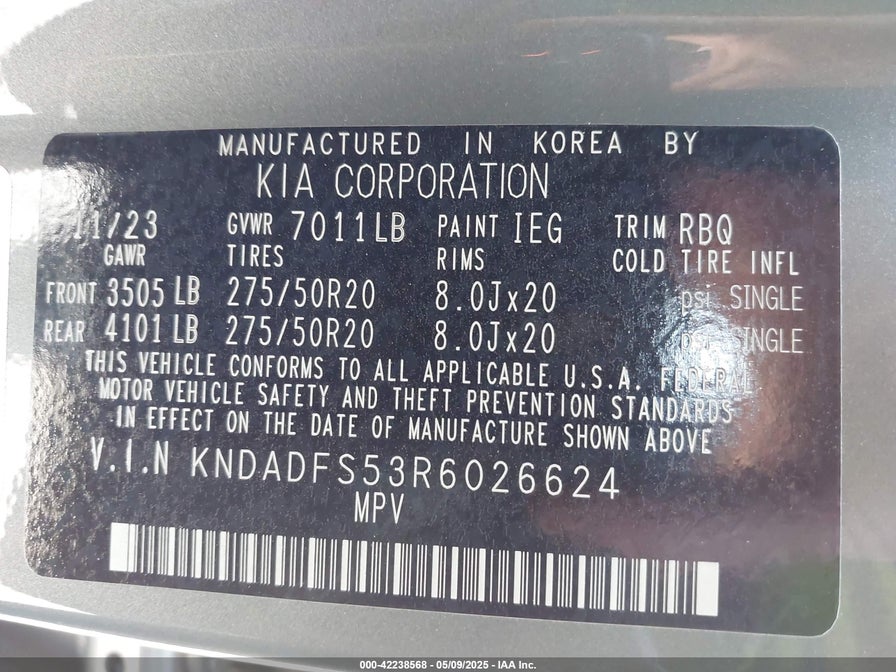 MANUFACTURED IN KOREA BY
KIA CORPORATION
11/23 GVWR 7011LB PAINT IEG TRIM RBQ
GAWR TIRES RIMS COLD TIRE INFL
FRONT 3505 LB 275/50R20 8.0Jx20 psi SINGLE
REAR 4101 LB 275/50R20 8.0Jx20 psi SINGLE
THIS VEHICLE CONFORMS TO ALL APPLICABLE U.S.A. FEDERAL
MOTOR VEHICLE SAFETY AND THEFT PREVENTION STANDARDS
IN EFFECT ON THE DATE OF MANUFACTURE SHOWN ABOVE
V.I.N KNDADFS53R6026624
MPV
000-42238568 | 05/09/2025 - IAA Inc.